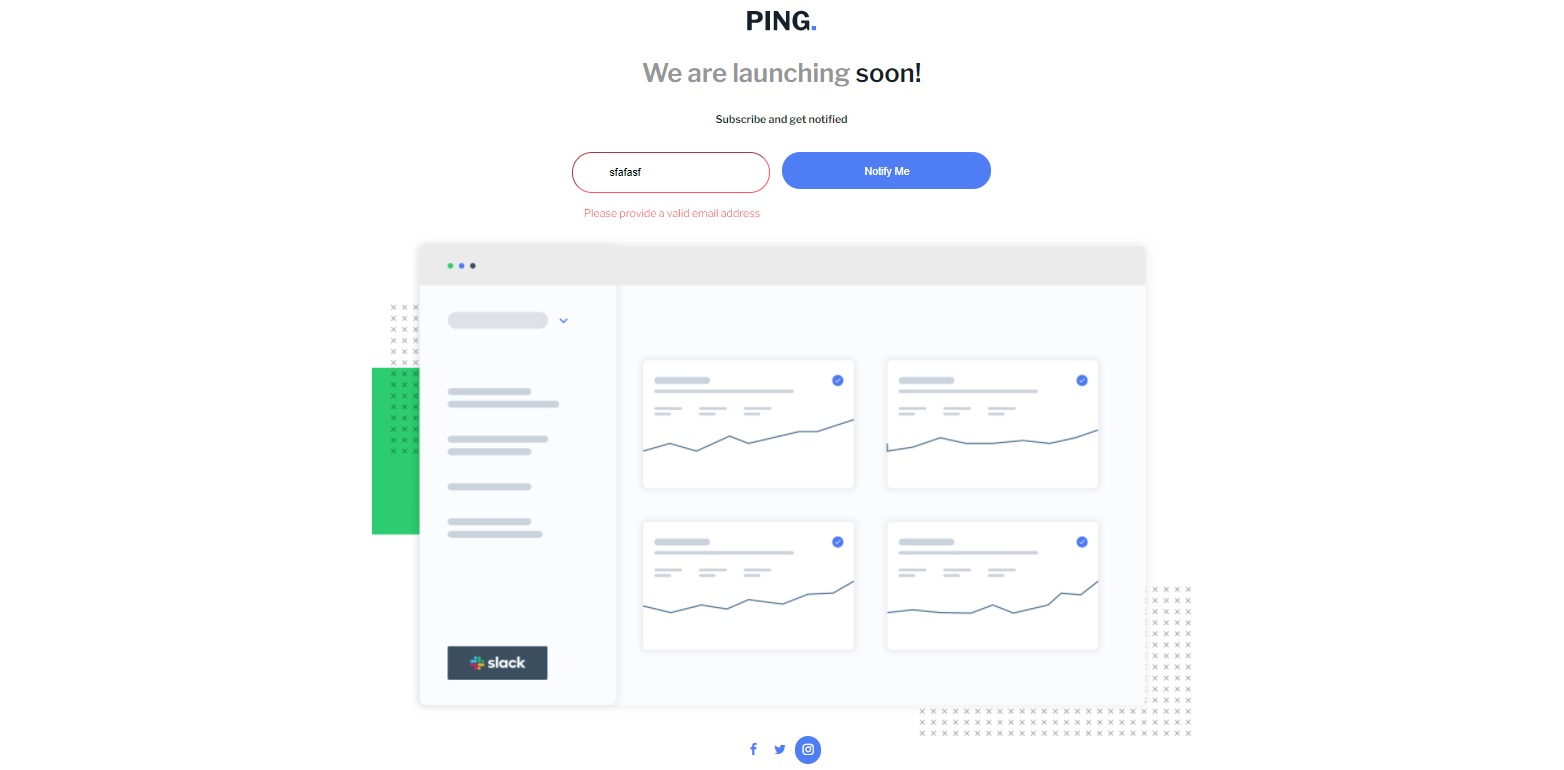 PING.
We are launching soon!
Subscribe and get notified
sfafasf
Notify Me
Please provide a valid email address
slack